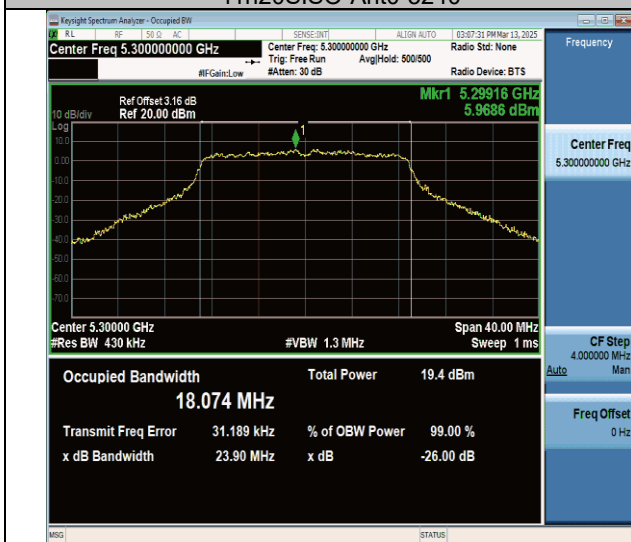 Keysight Spectrum Analyzer - Occupied BW
RL RF 50 Ω AC SENSE:INT ALIGN AUTO 03:07:31 PM Mar 13, 2025
Center Freq 5.300000000 GHz Center Freq: 5.300000000 GHz Radio Std: None Frequency
Trig: Free Run Avg|Hold: 500/500
#IFGain:Low #Atten: 30 dB Radio Device: BTS
Mkr1 5.29916 GHz
Ref Offset 3.16 dB 5.9686 dBm
10 dB/div Ref 20.00 dBm
Log
1
10.0
0.00
-10.0
-20.0
-30.0
-40.0
-50.0
-60.0
-70.0
Center Freq
5.300000000 GHz
Center 5.30000 GHz Span 40.00 MHz
#Res BW 430 kHz #VBW 1.3 MHz Sweep 1 ms
CF Step
4.000000 MHz
Auto Man
Occupied Bandwidth Total Power 19.4 dBm
18.074 MHz
Freq Offset
0 Hz
Transmit Freq Error 31.189 kHz % of OBW Power 99.00 %
x dB Bandwidth 23.90 MHz x dB -26.00 dB
MSG STATUS